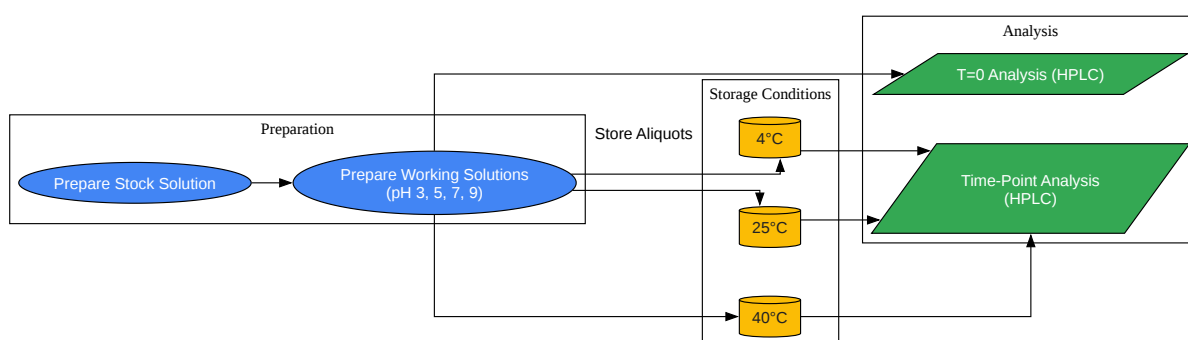 Preparation
Prepare Stock Solution
Prepare Working Solutions
(pH 3, 5, 7, 9)
Store Aliquots
Storage Conditions
4°C
25°C
40°C
Analysis
T=0 Analysis (HPLC)
Time-Point Analysis
(HPLC)